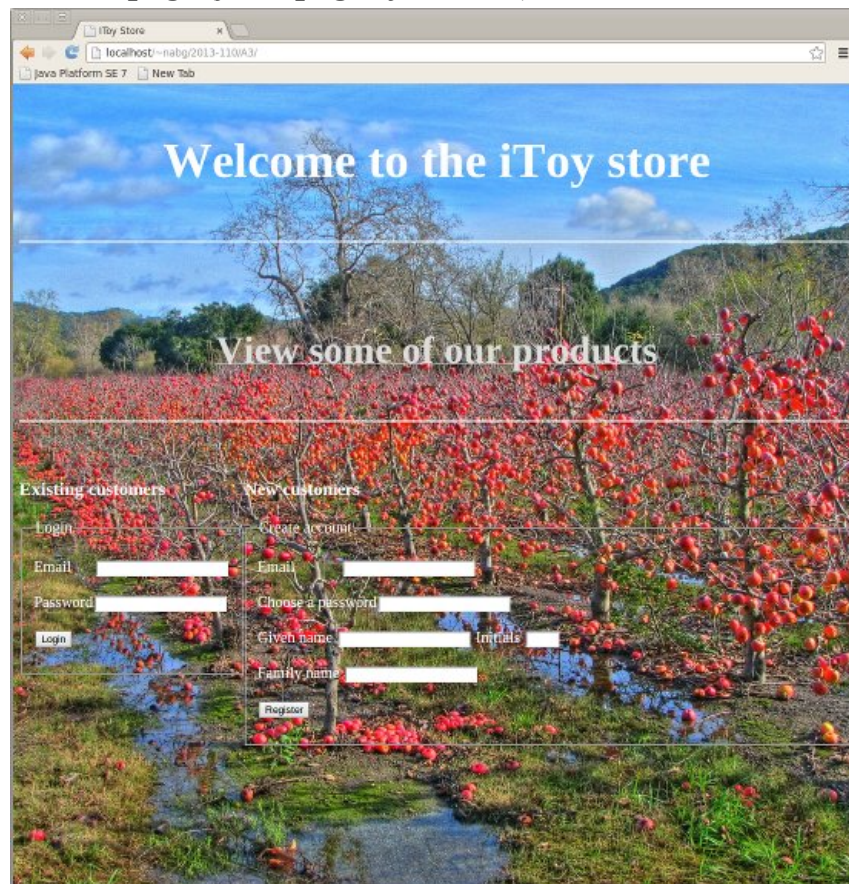 iToy Store
localhost/~nabg/2013-110/A3/
Java Platform SE 7 New Tab
Welcome to the iToy store
View some of our products
Existing customers New customers
Login Create account
Email Email
Password Choose a password
Login Given name Initials
Family name
Register